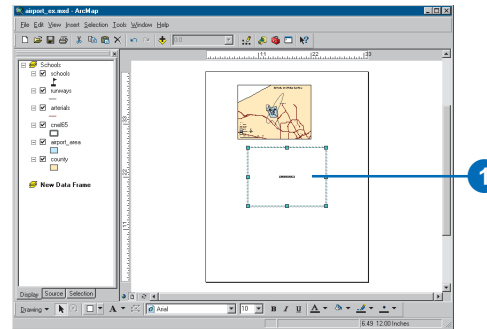 airport_ex.mxd - ArcMap
File Edit View Insert Selection Tools Window Help
Schools
schools
runways
arterials
cnel65
airport_area
county
New Data Frame
1
Display Source Selection
Drawing A Arial 10 B I U A
6.49 12.00 Inches